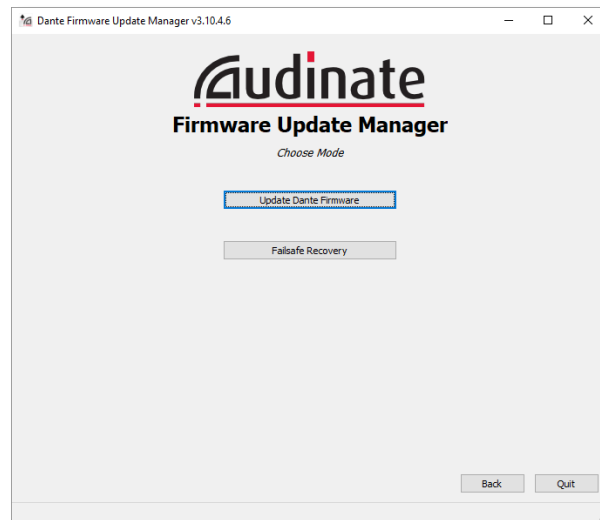 Dante Firmware Update Manager v3.10.4.6
Audinate
Firmware Update Manager
Choose Mode
Update Dante Firmware
Failsafe Recovery
Back
Quit